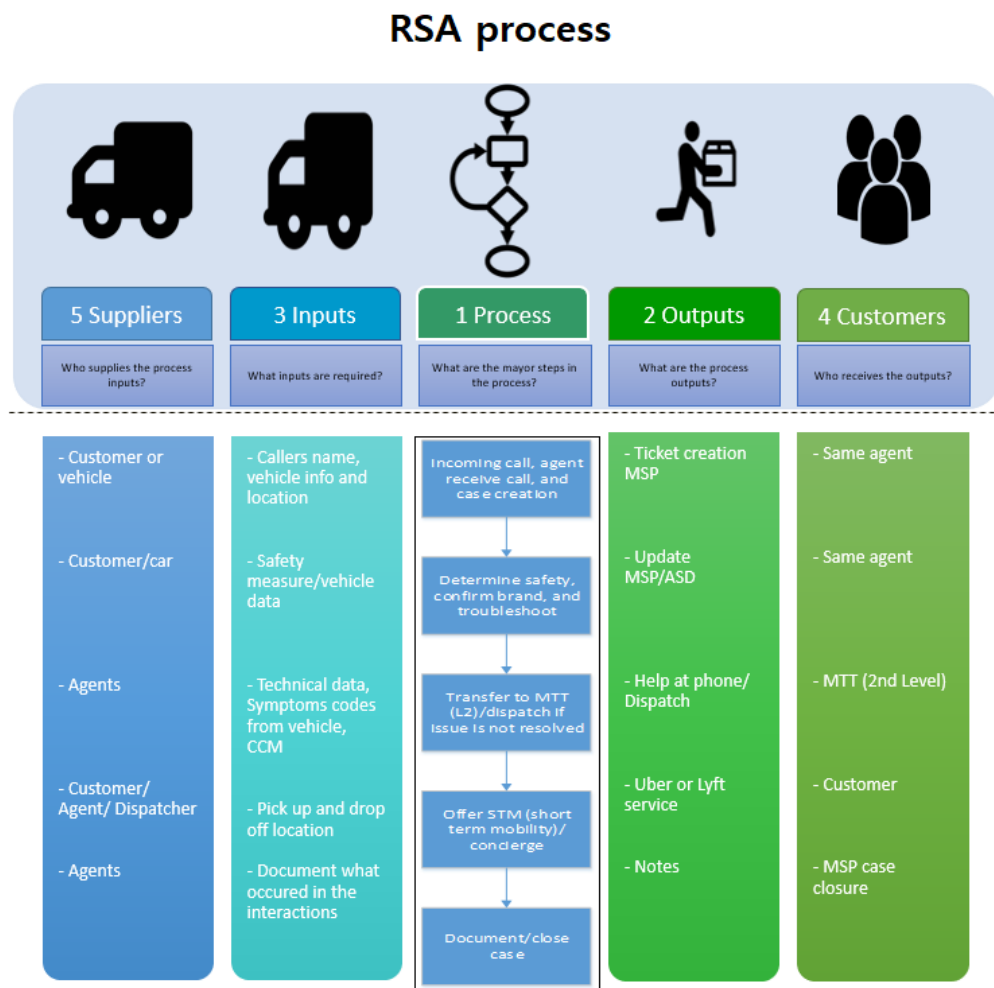 RSA process
5 Suppliers
3 Inputs
1 Process
2 Outputs
4 Customers
Who supplies the process
inputs?
What inputs are required?
What are the mayor steps in
the process?
What are the process
outputs?
Who receives the outputs?
- Customer or
vehicle
- Customer/car
- Agents
- Customer/
Agent/ Dispatcher
- Agents
- Callers name,
vehicle info and
location
- Safety
measure/vehicle
data
- Technical data,
Symptoms codes
from vehicle,
CCM
- Pick up and drop
off location
- Document what
occured in the
interactions
Incoming call, agent
receive call, and
case creation
Determine safety,
confirm brand, and
troubleshoot
Transfer to MTT
(L2)/dispatch if
issue is not resolved
Offer STM (short
term mobility)/
concierge
Document/close
case
- Ticket creation
MSP
- Update
MSP/ASD
- Help at phone/
Dispatch
- Uber or Lyft
service
- Notes
- Same agent
- Same agent
- MTT (2nd Level)
- Customer
- MSP case
closure